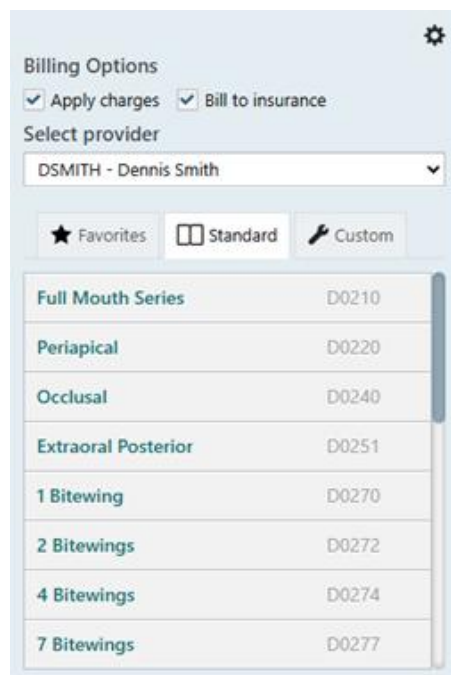 Billing Options
Apply charges Bill to insurance
Select provider
DSMITH - Dennis Smith
Favorites Standard Custom
Full Mouth Series D0210
Periapical D0220
Occlusal D0240
Extraoral Posterior D0251
1 Bitewing D0270
2 Bitewings D0272
4 Bitewings D0274
7 Bitewings D0277